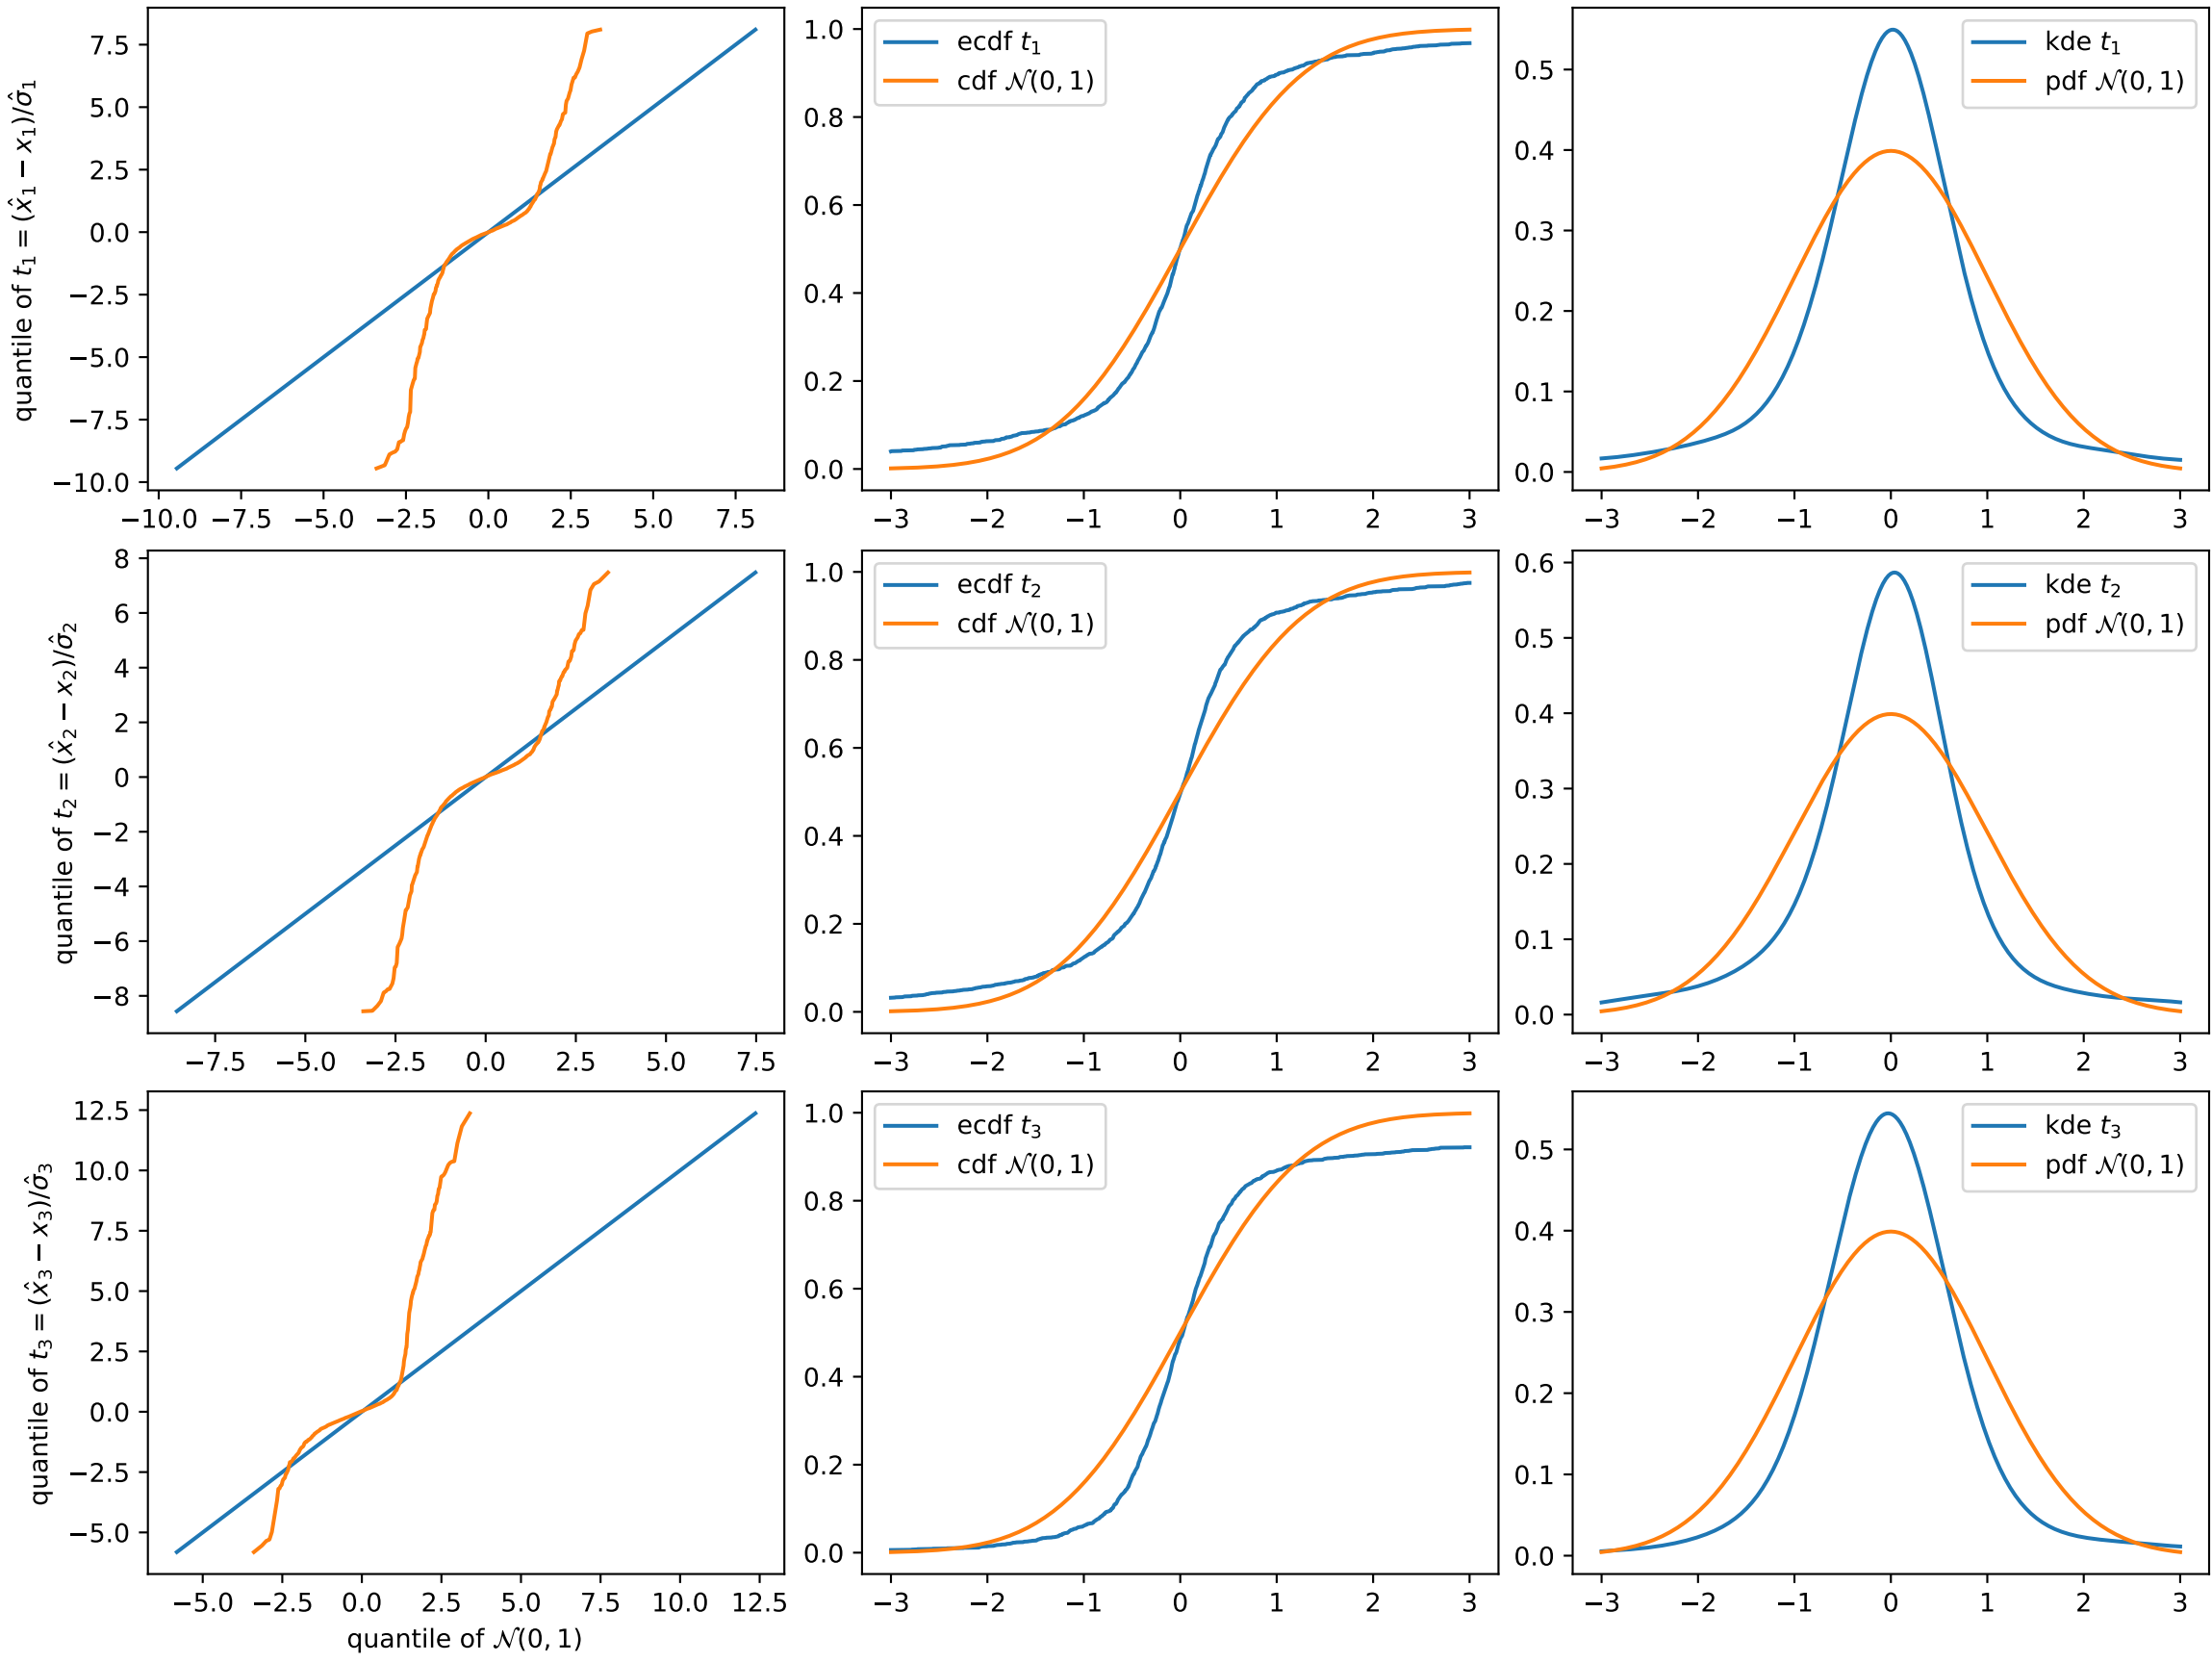 quantile of t₁ = (x̂₁ − x₁)/σ̂₁
7.5
5.0
2.5
0.0
−2.5
−5.0
−7.5
−10.0
−10.0 −7.5 −5.0 −2.5 0.0 2.5 5.0 7.5
ecdf t₁
cdf 𝒩(0, 1)
1.0
0.8
0.6
0.4
0.2
0.0
−3 −2 −1 0 1 2 3
kde t₁
pdf 𝒩(0, 1)
0.5
0.4
0.3
0.2
0.1
0.0
−3 −2 −1 0 1 2 3
quantile of t₂ = (x̂₂ − x₂)/σ̂₂
8
6
4
2
0
−2
−4
−6
−8
−7.5 −5.0 −2.5 0.0 2.5 5.0 7.5
ecdf t₂
cdf 𝒩(0, 1)
1.0
0.8
0.6
0.4
0.2
0.0
−3 −2 −1 0 1 2 3
kde t₂
pdf 𝒩(0, 1)
0.6
0.5
0.4
0.3
0.2
0.1
0.0
−3 −2 −1 0 1 2 3
quantile of t₃ = (x̂₃ − x₃)/σ̂₃
12.5
10.0
7.5
5.0
2.5
0.0
−2.5
−5.0
−5.0 −2.5 0.0 2.5 5.0 7.5 10.0 12.5
quantile of 𝒩(0, 1)
ecdf t₃
cdf 𝒩(0, 1)
1.0
0.8
0.6
0.4
0.2
0.0
−3 −2 −1 0 1 2 3
kde t₃
pdf 𝒩(0, 1)
0.5
0.4
0.3
0.2
0.1
0.0
−3 −2 −1 0 1 2 3